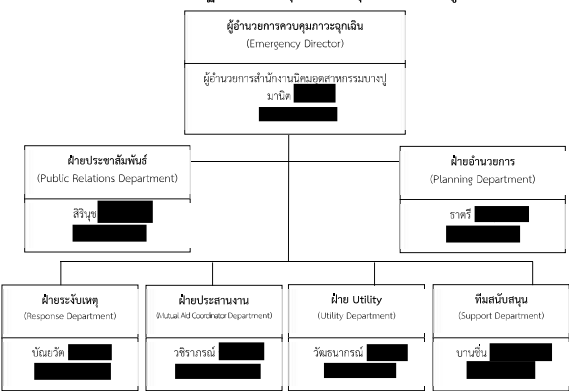 ผู้อำนวยการควบคุมภาวะฉุกเฉิน
(Emergency Director)
ผู้อำนวยการสำนักงานนิคมอุตสาหกรรมบางปู
มานิต
ฝ่ายประชาสัมพันธ์
(Public Relations Department)
สิรินุช
ฝ่ายอำนวยการ
(Planning Department)
ธาตรี
ฝ่ายระงับเหตุ
(Response Department)
บัณยวัต
ฝ่ายประสานงาน
(Mutual Aid Coordinator Department)
วชิราภรณ์
ฝ่าย Utility
(Utility Department)
วัฒธนากรณ์
ทีมสนับสนุน
(Support Department)
บานชื่น